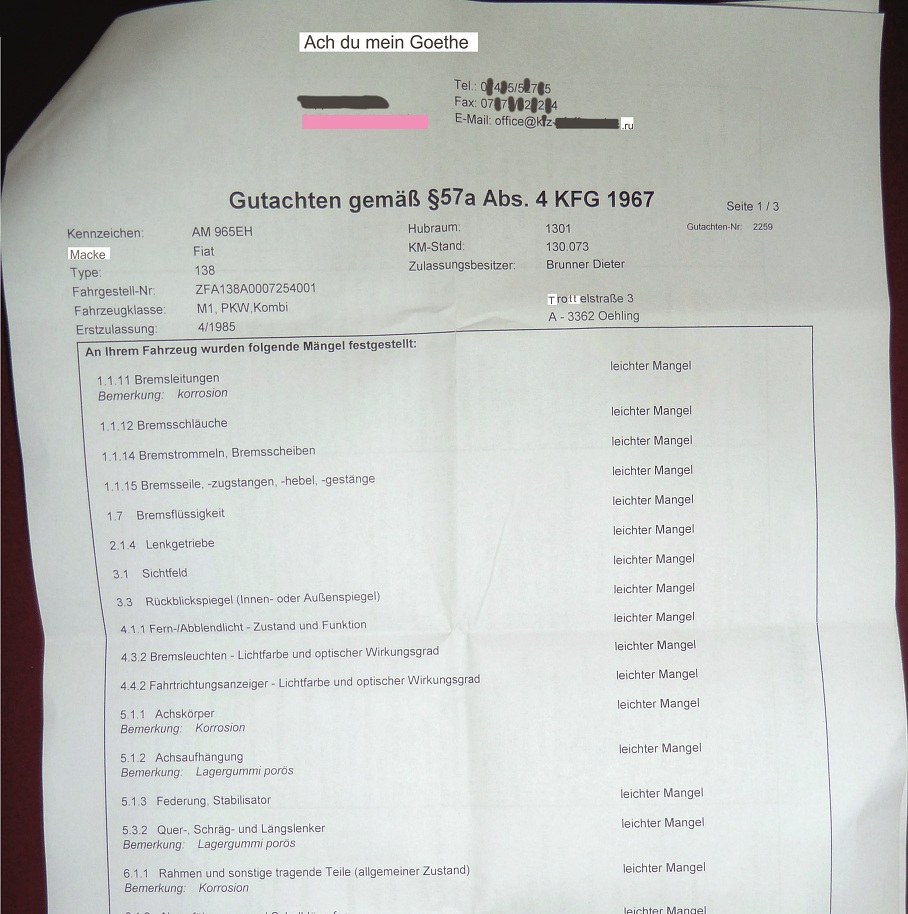 Ach du mein Goethe
Tel.:
Fax:
E-Mail: office@kfz- .ru
Gutachten gemäß §57a Abs. 4 KFG 1967
Seite 1 / 3
Kennzeichen: AM 965EH Hubraum: 1301 Gutachten-Nr: 2259
Macke Fiat KM-Stand: 130.073
Type: 138 Zulassungsbesitzer: Brunner Dieter
Fahrgestell-Nr: ZFA138A0007254001
Fahrzeugklasse: M1, PKW,Kombi Trottelstraße 3
Erstzulassung: 4/1985 A - 3362 Oehling
An Ihrem Fahrzeug wurden folgende Mängel festgestellt:
1.1.11 Bremsleitungen leichter Mangel
Bemerkung: korrosion
1.1.12 Bremsschläuche leichter Mangel
1.1.14 Bremstrommeln, Bremsscheiben leichter Mangel
1.1.15 Bremsseile, -zugstangen, -hebel, -gestänge leichter Mangel
1.7 Bremsflüssigkeit leichter Mangel
2.1.4 Lenkgetriebe leichter Mangel
3.1 Sichtfeld leichter Mangel
3.3 Rückblickspiegel (Innen- oder Außenspiegel) leichter Mangel
4.1.1 Fern-/Abblendlicht - Zustand und Funktion leichter Mangel
4.3.2 Bremsleuchten - Lichtfarbe und optischer Wirkungsgrad leichter Mangel
4.4.2 Fahrtrichtungsanzeiger - Lichtfarbe und optischer Wirkungsgrad leichter Mangel
5.1.1 Achskörper leichter Mangel
Bemerkung: Korrosion
5.1.2 Achsaufhängung leichter Mangel
Bemerkung: Lagergummi porös
5.1.3 Federung, Stabilisator leichter Mangel
5.3.2 Quer-, Schräg- und Längslenker leichter Mangel
Bemerkung: Lagergummi porös
6.1.1 Rahmen und sonstige tragende Teile (allgemeiner Zustand) leichter Mangel
Bemerkung: Korrosion
leichter Mangel